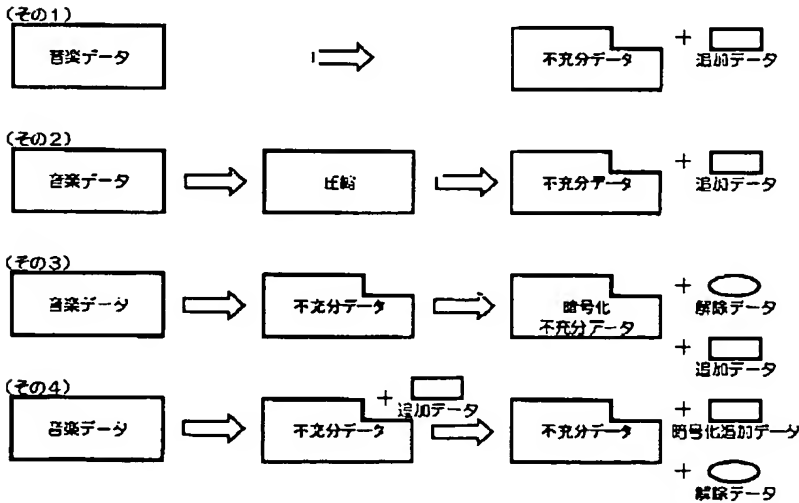 (その1)
音楽データ
不充分データ
+
追加データ
(その2)
音楽データ
圧縮
不充分データ
+
追加データ
(その3)
音楽データ
不充分データ
暗号化
不充分データ
+
解除データ
+
追加データ
(その4)
音楽データ
不充分データ
+
追加データ
不充分データ
+
暗号化追加データ
+
解除データ